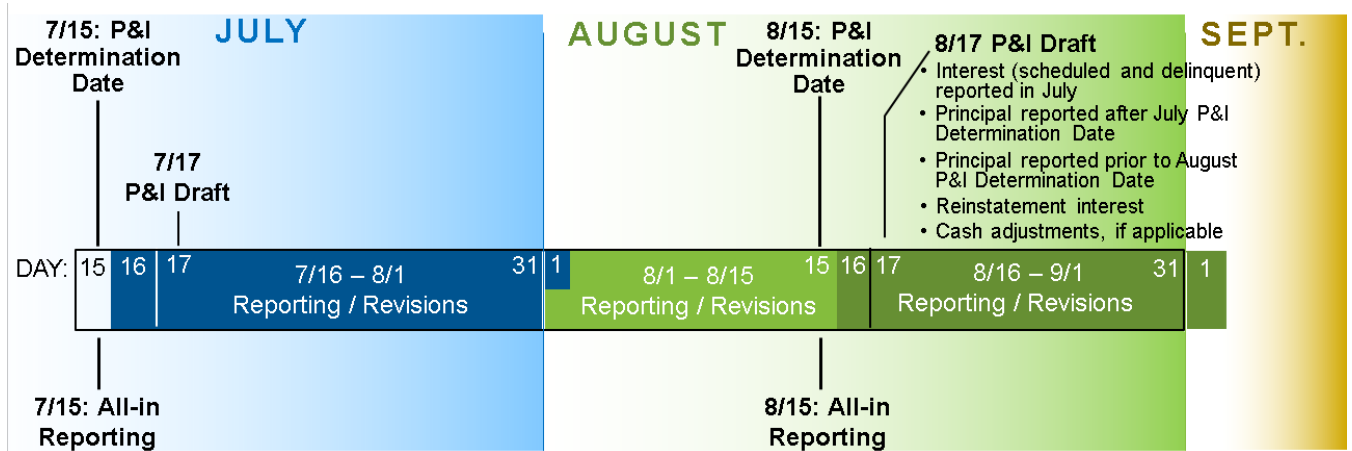 JULY
AUGUST
SEPT.
7/15: P&I
Determination
Date
7/17
P&I Draft
8/15: P&I
Determination
Date
8/17 P&I Draft
• Interest (scheduled and delinquent)
reported in July
• Principal reported after July P&I
Determination Date
• Principal reported prior to August
P&I Determination Date
• Reinstatement interest
• Cash adjustments, if applicable
DAY: 15 16 17 31 1 15 16 17 31 1
7/16 – 8/1
Reporting / Revisions
8/1 – 8/15
Reporting / Revisions
8/16 – 9/1
Reporting / Revisions
7/15: All-in
Reporting
8/15: All-in
Reporting